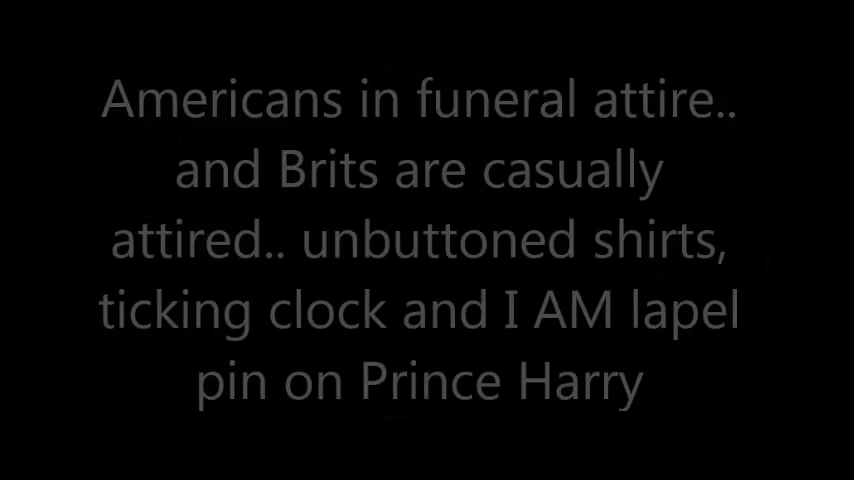 Americans in funeral attire..
and Brits are casually
attired.. unbuttoned shirts,
ticking clock and I AM lapel
pin on Prince Harry